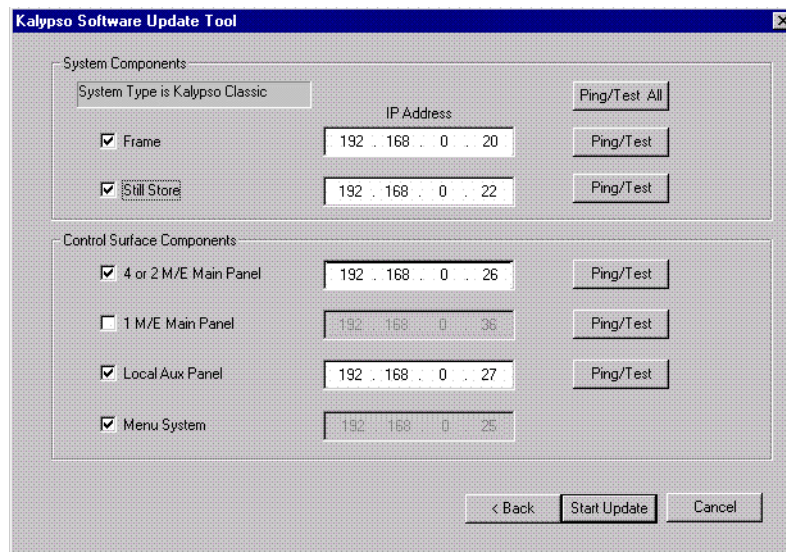 Kalypso Software Update Tool
System Components
System Type is Kalypso Classic
Ping/Test All
IP Address
Frame 192 . 168 . 0 . 20 Ping/Test
Still Store 192 . 168 . 0 . 22 Ping/Test
Control Surface Components
4 or 2 M/E Main Panel 192 . 168 . 0 . 26 Ping/Test
1 M/E Main Panel 192 . 168 . 0 . 36 Ping/Test
Local Aux Panel 192 . 168 . 0 . 27 Ping/Test
Menu System 192 . 168 . 0 . 25
< Back Start Update Cancel